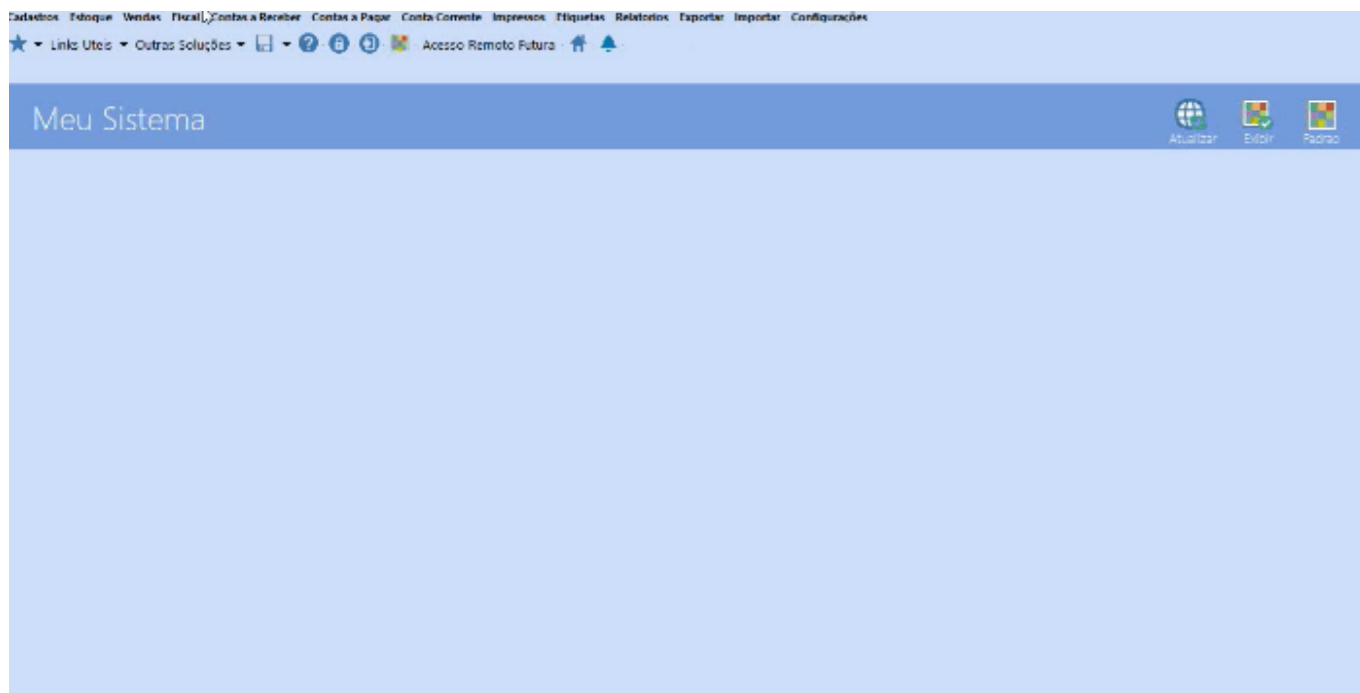 Cadastros Estoque Vendas Fiscal Contas a Receber Contas a Pagar Conta Corrente Impressos Etiquetas Relatorios Exportar Importar Configurações
Links Uteis Outras Soluções Acesso Remoto Futura
Meu Sistema
Atualizar Exibir Padrao